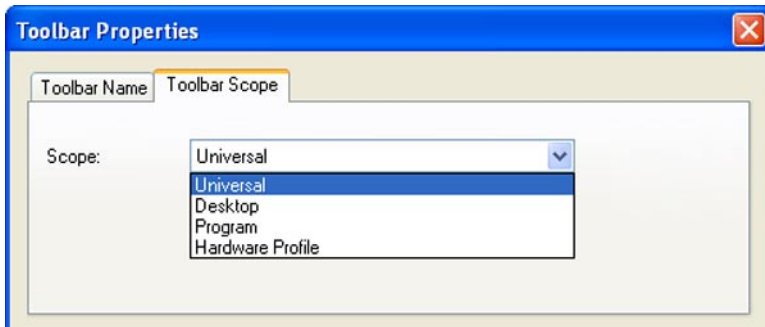 Toolbar Properties
Toolbar Name Toolbar Scope
Scope: Universal
Universal
Desktop
Program
Hardware Profile